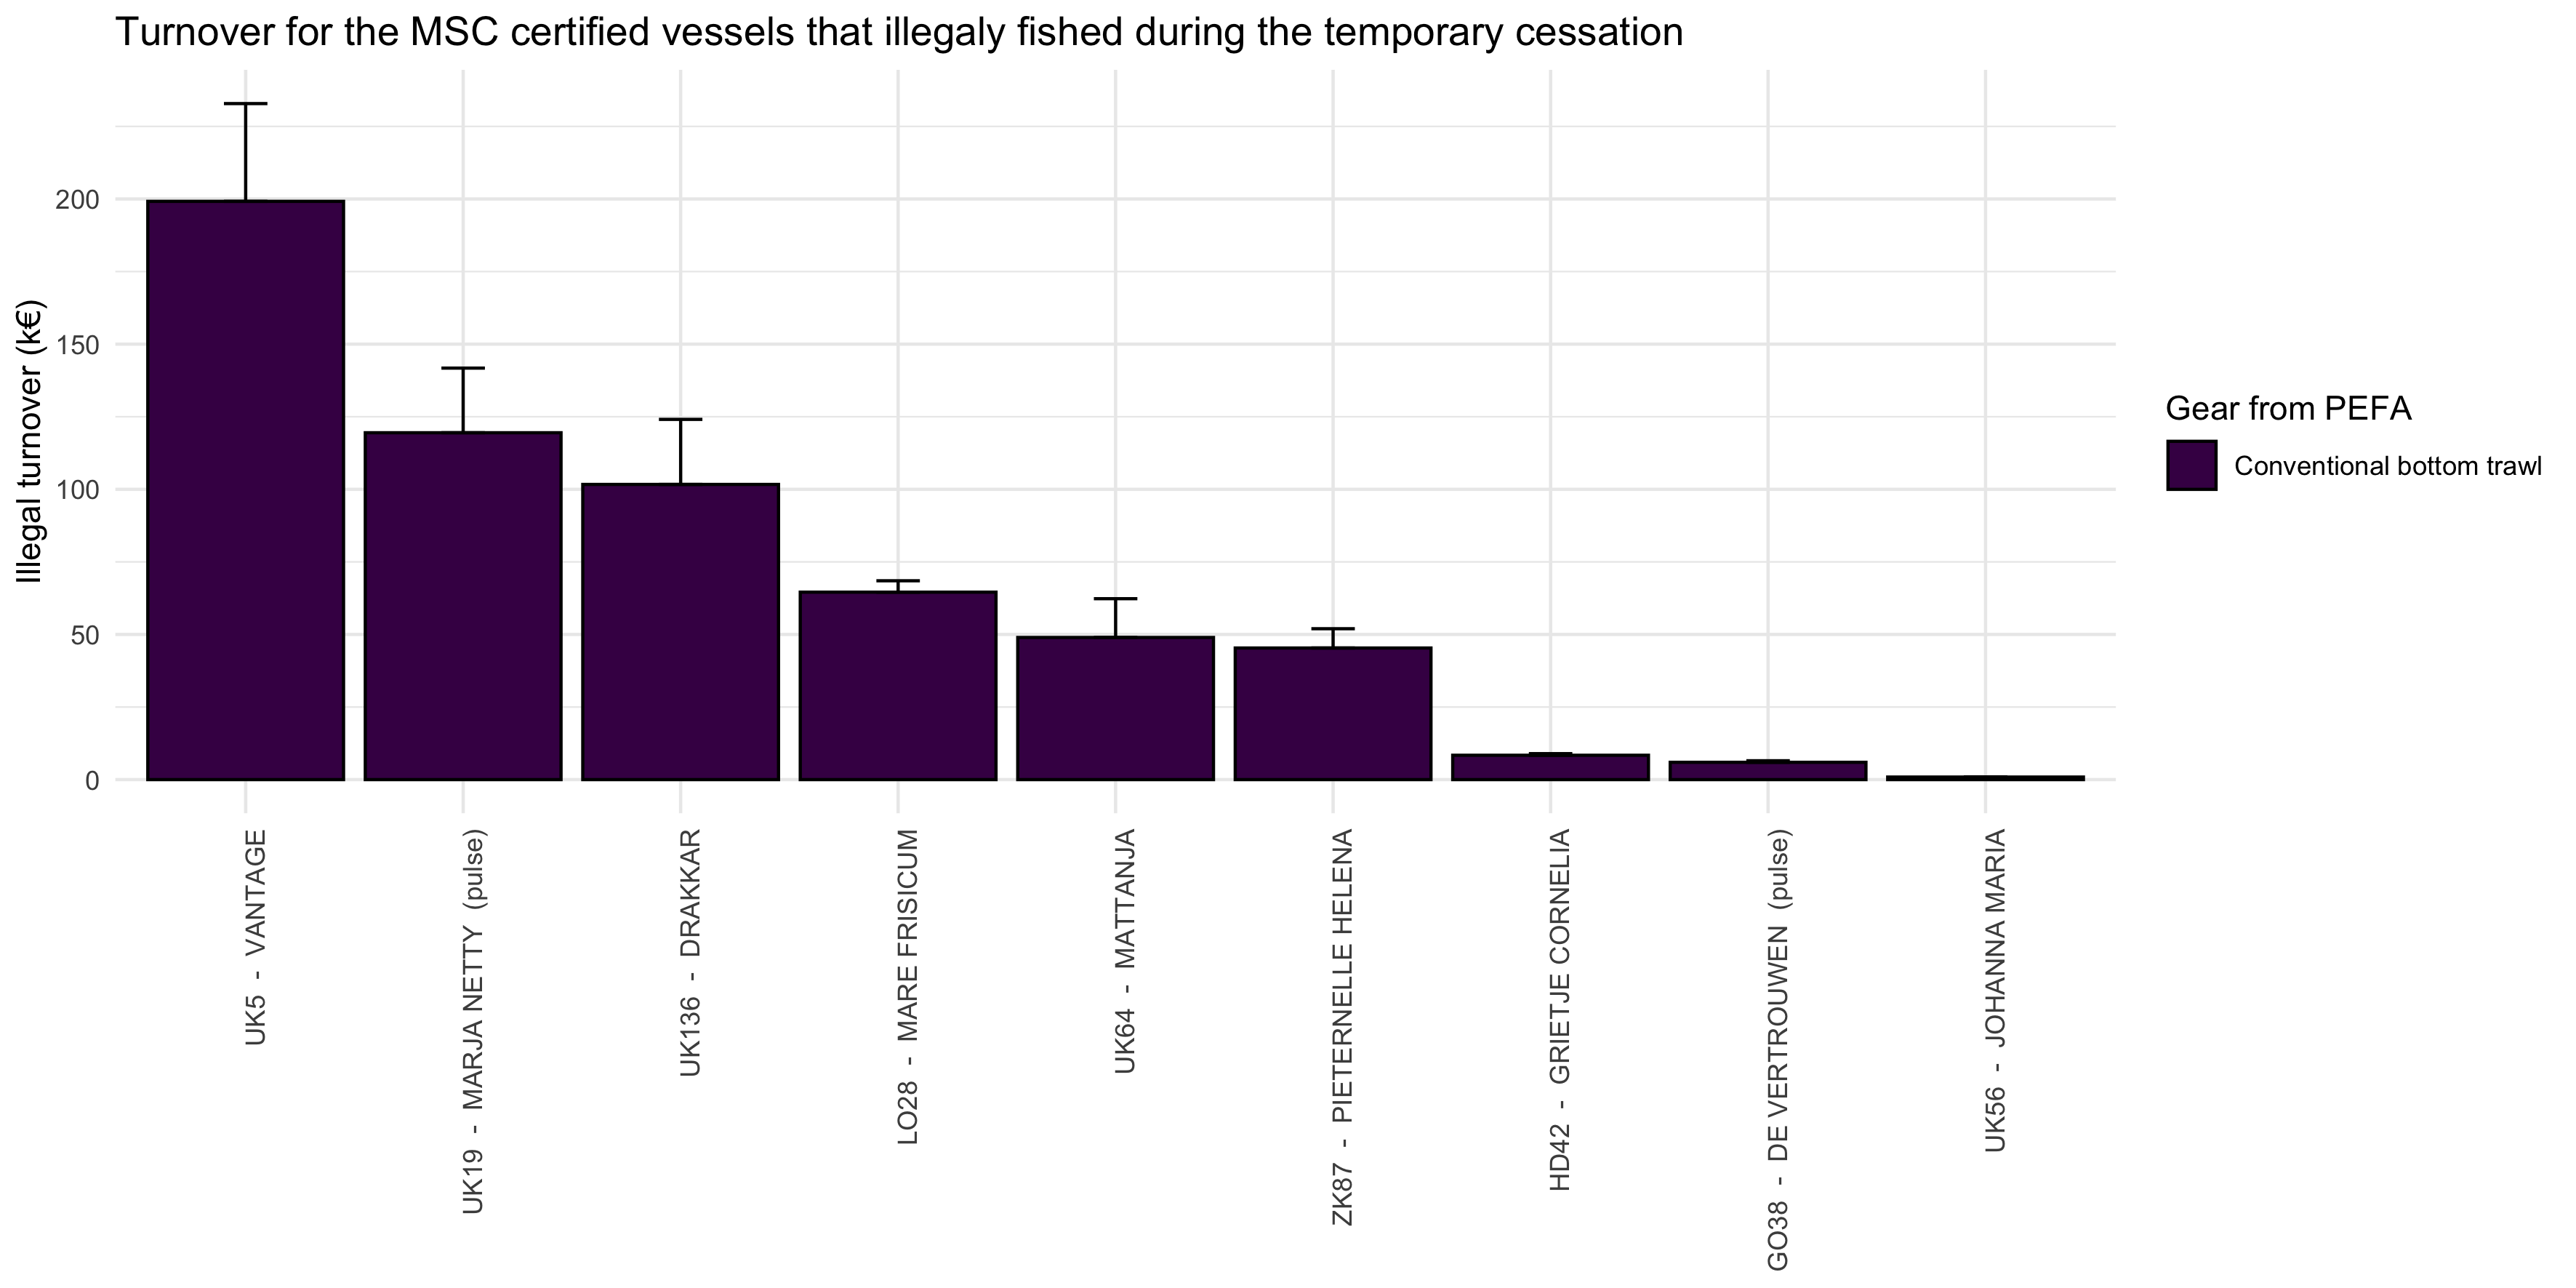 Turnover for the MSC certified vessels that illegaly fished during the temporary cessation
Illegal turnover (k€)
200
150
100
50
0
UK5 - VANTAGE
UK19 - MARJA NETTY (pulse)
UK136 - DRAKKAR
LO28 - MARE FRISICUM
UK64 - MATTANJA
ZK87 - PIETERNELLE HELENA
HD42 - GRIETJE CORNELIA
GO38 - DE VERTROUWEN (pulse)
UK56 - JOHANNA MARIA
Gear from PEFA
Conventional bottom trawl